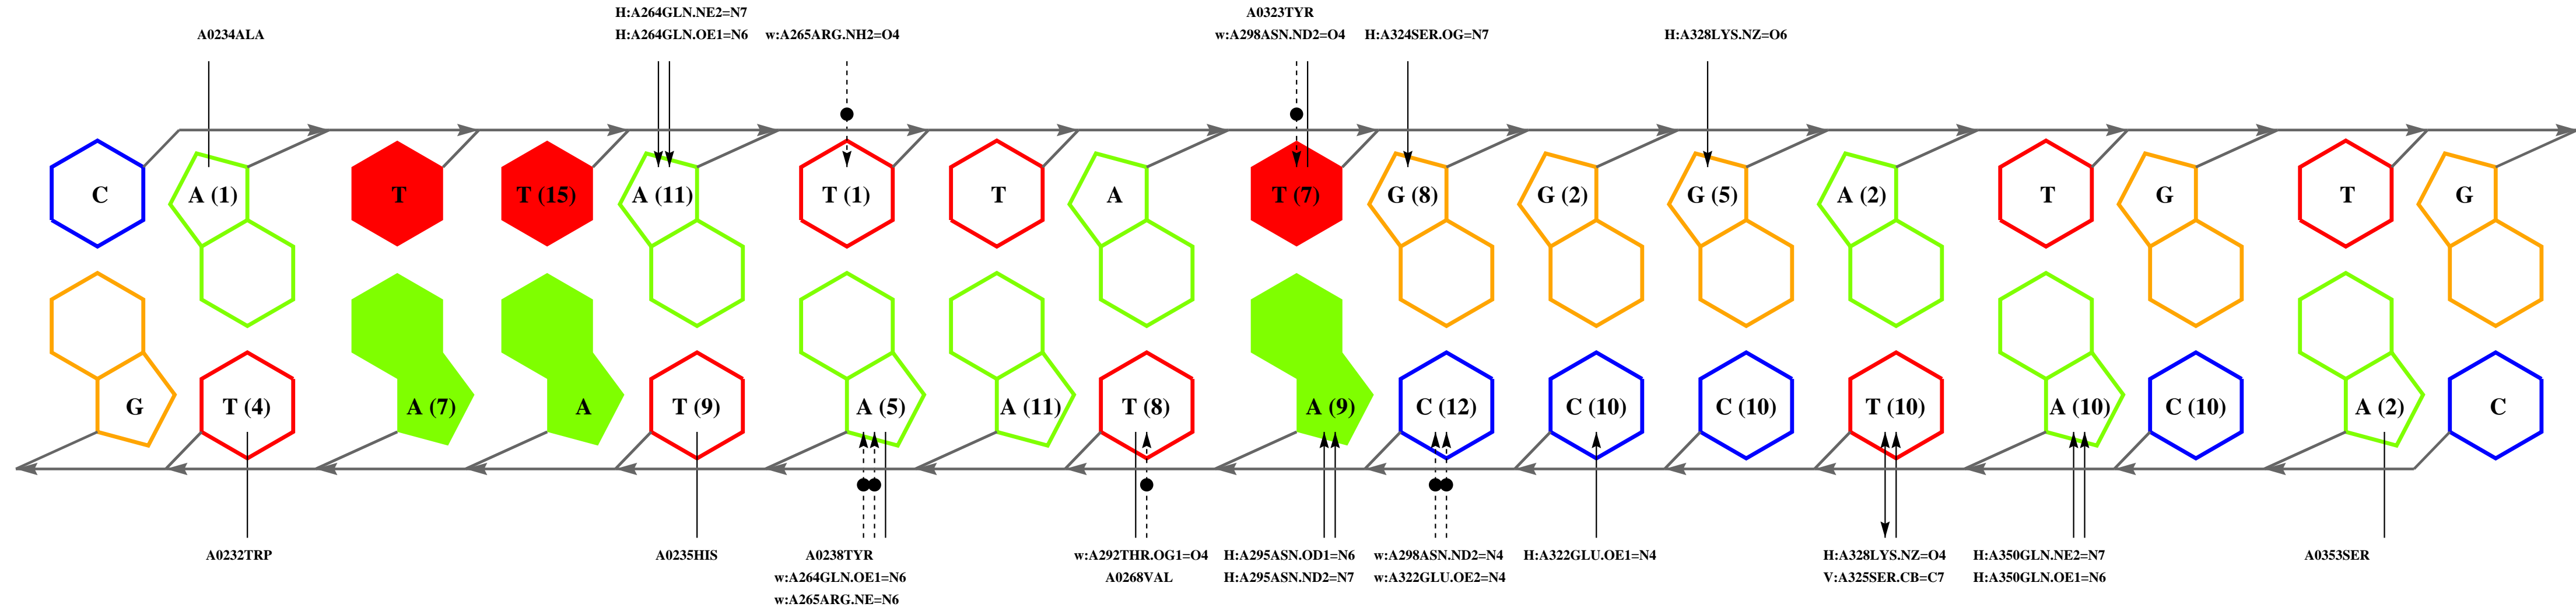 H:A264GLN.NE2=N7 A0323TYR
A0234ALA H:A264GLN.OE1=N6 w:A265ARG.NH2=O4 w:A298ASN.ND2=O4 H:A324SER.OG=N7 H:A328LYS.NZ=O6
C A (1) T T (15) A (11) T (1) T A T (7) G (8) G (2) G (5) A (2) T G T G
G T (4) A (7) A T (9) A (5) A (11) T (8) A (9) C (12) C (10) C (10) T (10) A (10) C (10) A (2) C
A0232TRP A0235HIS A0238TYR w:A292THR.OG1=O4 H:A295ASN.OD1=N6 w:A298ASN.ND2=N4 H:A322GLU.OE1=N4 H:A328LYS.NZ=O4 H:A350GLN.NE2=N7 A0353SER
w:A264GLN.OE1=N6 A0268VAL H:A295ASN.ND2=N7 w:A322GLU.OE2=N4 V:A325SER.CB=C7 H:A350GLN.OE1=N6
w:A265ARG.NE=N6